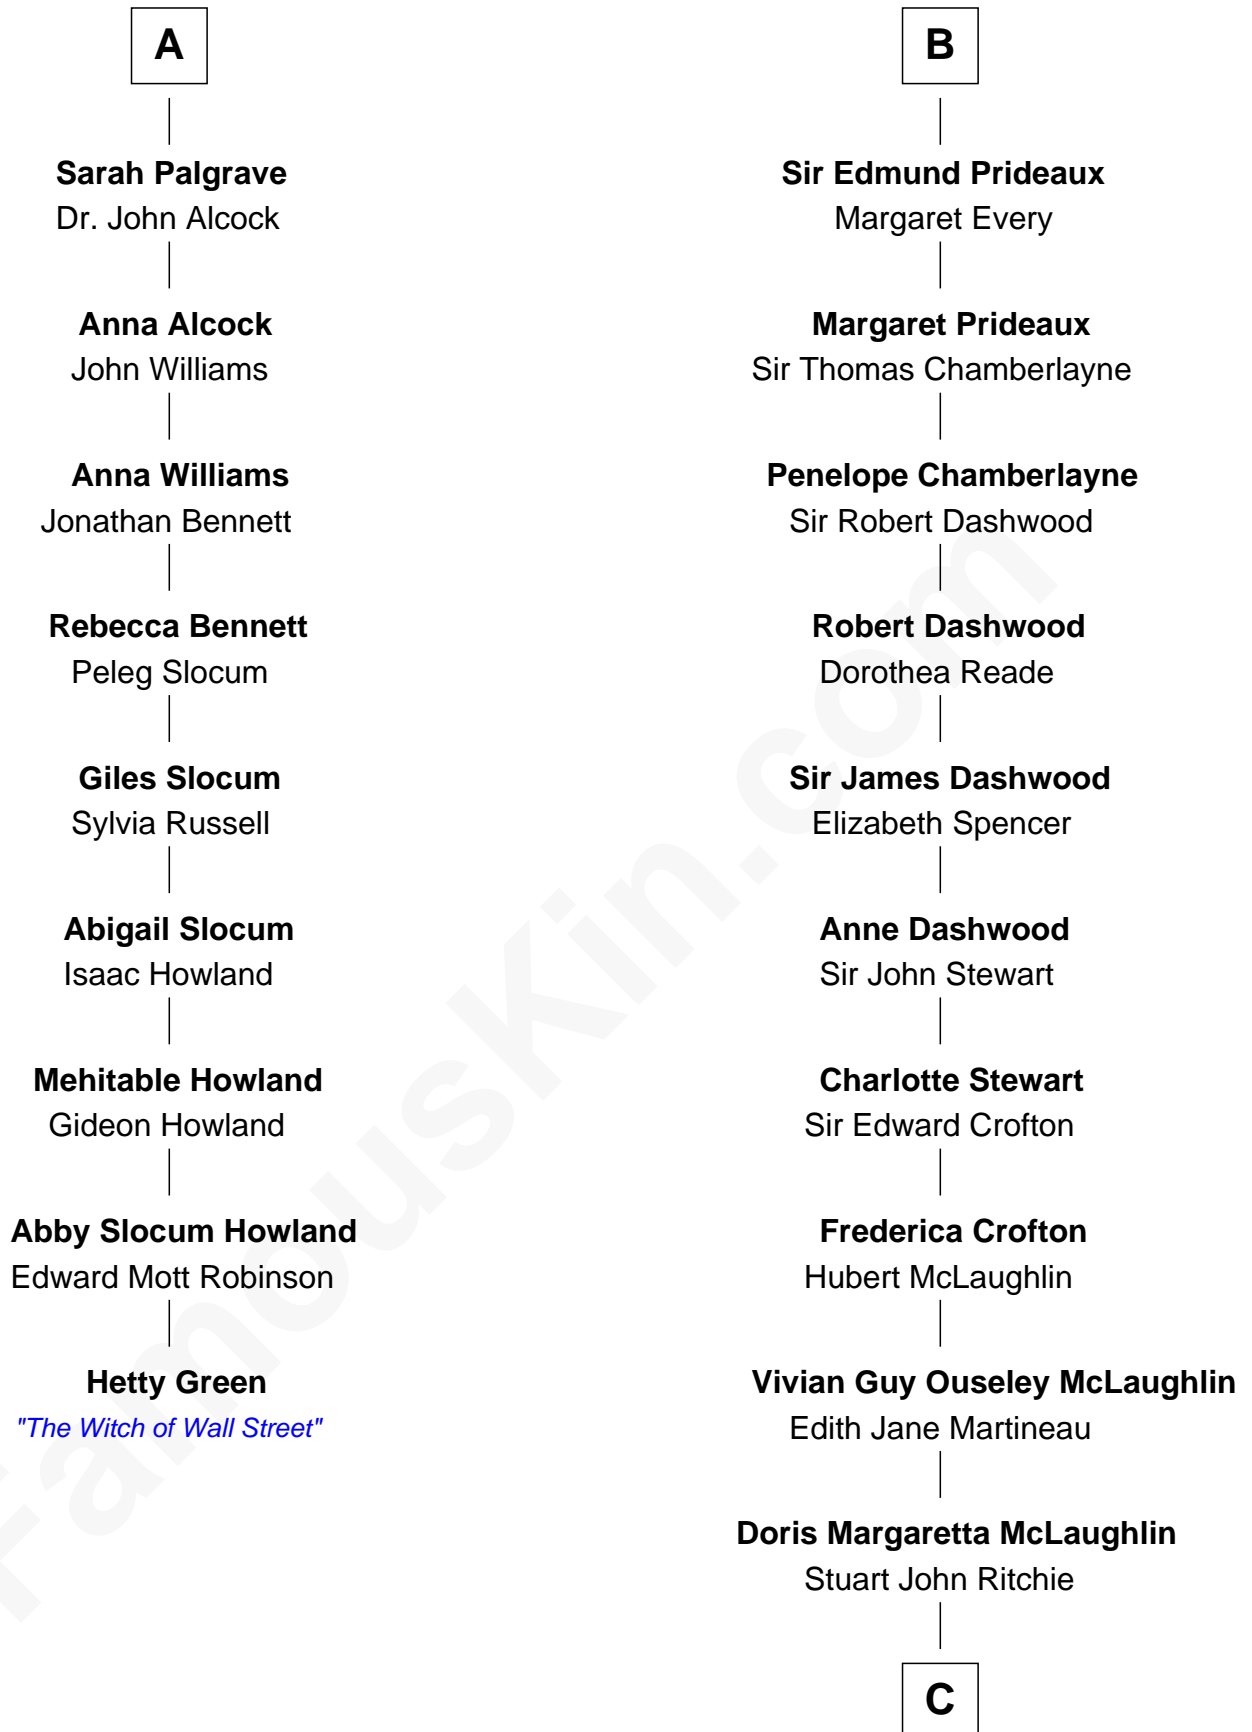 A
Sarah Palgrave
Dr. John Alcock
Anna Alcock
John Williams
Anna Williams
Jonathan Bennett
Rebecca Bennett
Peleg Slocum
Giles Slocum
Sylvia Russell
Abigail Slocum
Isaac Howland
Mehitable Howland
Gideon Howland
Abby Slocum Howland
Edward Mott Robinson
Hetty Green
"The Witch of Wall Street"
B
Sir Edmund Prideaux
Margaret Every
Margaret Prideaux
Sir Thomas Chamberlayne
Penelope Chamberlayne
Sir Robert Dashwood
Robert Dashwood
Dorothea Reade
Sir James Dashwood
Elizabeth Spencer
Anne Dashwood
Sir John Stewart
Charlotte Stewart
Sir Edward Crofton
Frederica Crofton
Hubert McLaughlin
Vivian Guy Ouseley McLaughlin
Edith Jane Martineau
Doris Margaretta McLaughlin
Stuart John Ritchie
C
FamousKin.com